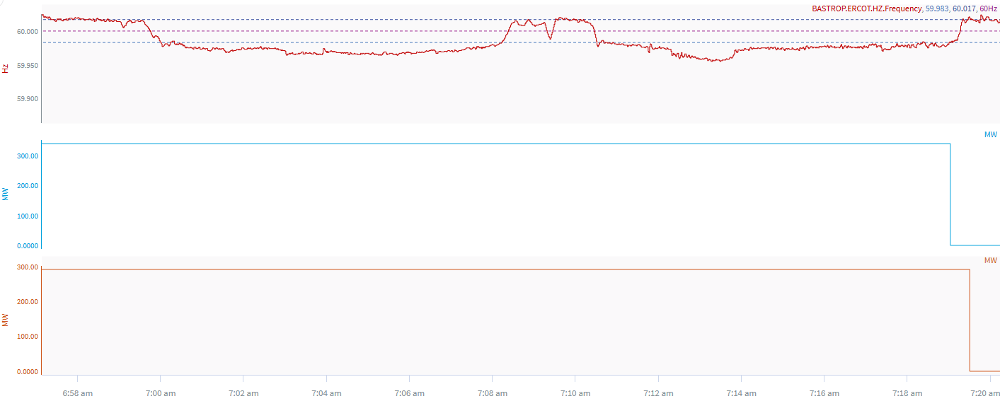 BASTROP.ERCOT.HZ.Frequency, 59.983, 60.017, 60Hz
60.000
59.950
59.900
Hz
MW
300.00
200.00
100.00
0.0000
MW
MW
300.00
200.00
100.00
0.0000
MW
6:58 am 7:00 am 7:02 am 7:04 am 7:06 am 7:08 am 7:10 am 7:12 am 7:14 am 7:16 am 7:18 am 7:20 am